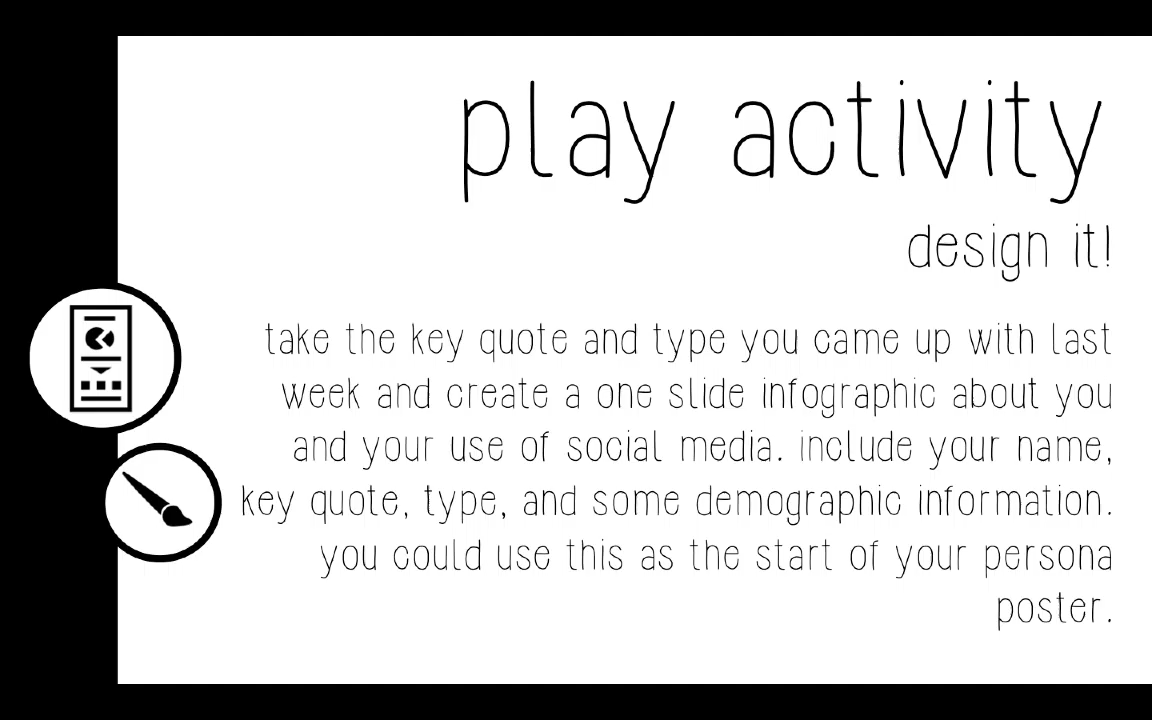 play activity
design it!
take the key quote and type you came up with last
week and create a one slide infographic about you
and your use of social media. include your name,
key quote, type, and some demographic information.
you could use this as the start of your persona
poster.